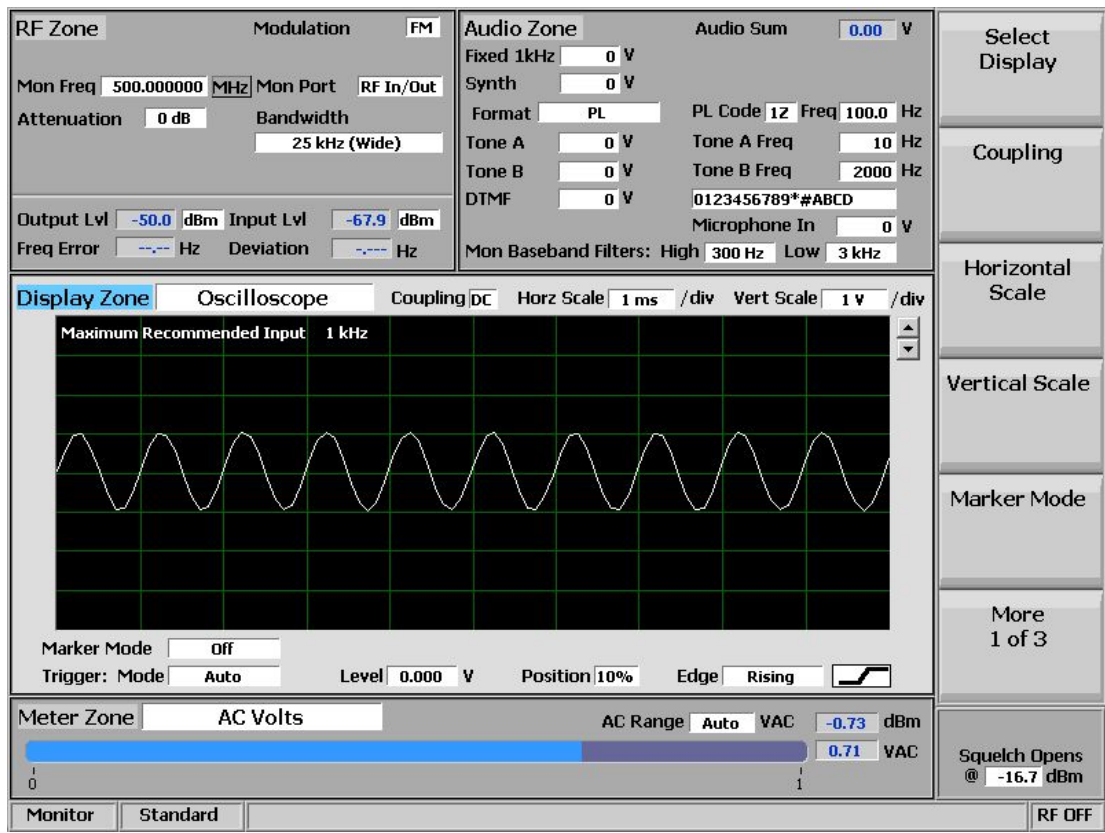 RF Zone Modulation FM
Mon Freq 500.000000 MHz Mon Port RF In/Out
Attenuation 0 dB Bandwidth
25 kHz (Wide)
Output Lvl -50.0 dBm Input Lvl -67.9 dBm
Freq Error --.-- Hz Deviation -.--- Hz
Audio Zone Audio Sum 0.00 V
Fixed 1kHz 0 V
Synth 0 V
Format PL PL Code 1Z Freq 100.0 Hz
Tone A 0 V Tone A Freq 10 Hz
Tone B 0 V Tone B Freq 2000 Hz
DTMF 0 V 0123456789*#ABCD
Microphone In 0 V
Mon Baseband Filters: High 300 Hz Low 3 kHz
Display Zone Oscilloscope Coupling DC Horz Scale 1 ms /div Vert Scale 1 V /div
Maximum Recommended Input 1 kHz
Marker Mode Off
Trigger: Mode Auto Level 0.000 V Position 10% Edge Rising
Meter Zone AC Volts AC Range Auto VAC -0.73 dBm
0.71 VAC
0 1
Monitor Standard RF OFF
Select
Display
Coupling
Horizontal
Scale
Vertical Scale
Marker Mode
More
1 of 3
Squelch Opens
@ -16.7 dBm